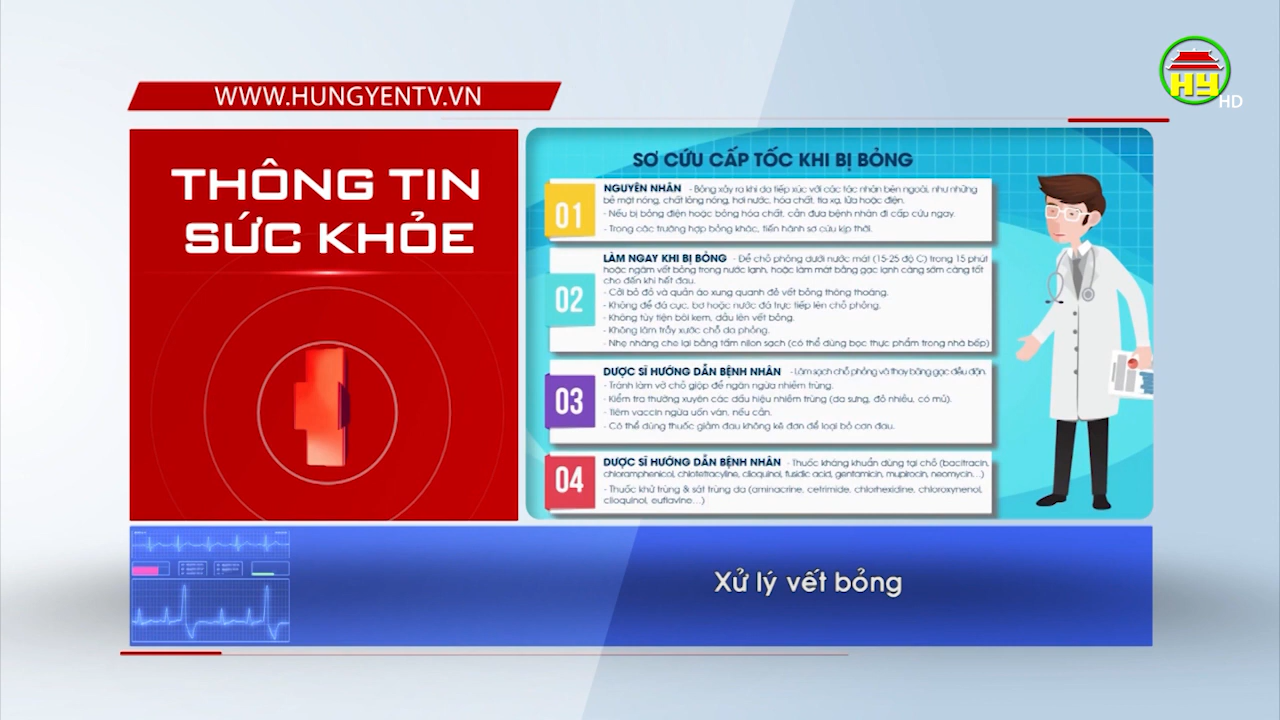 WWW.HUNGYENTV.VN
HY
HD
THÔNG TIN
SỨC KHỎE
SƠ CỨU CẤP TỐC KHI BỊ BỎNG
01
NGUYÊN NHÂN - Bỏng xảy ra khi da tiếp xúc với các tác nhân bên ngoài, như những
bề mặt nóng, chất lỏng nóng, hơi nước, hóa chất, tia xạ, lửa hoặc điện.
- Nếu bị bỏng điện hoặc bỏng hóa chất, cần đưa bệnh nhân đi cấp cứu ngay.
- Trong các trường hợp bỏng khác, tiến hành sơ cứu kịp thời.
02
LÀM NGAY KHI BỊ BỎNG - Để chỗ phỏng dưới nước mát (15-25 độ C) trong 15 phút
hoặc ngâm vết bỏng trong nước lạnh, hoặc làm mát bằng gạc lạnh càng sớm càng tốt
cho đến khi hết đau.
- Cởi bỏ đồ và quần áo xung quanh để vết bỏng thông thoáng.
- Không để đá cục, bơ hoặc nước đá trực tiếp lên chỗ phỏng.
- Không tùy tiện bôi kem, dầu lên vết bỏng.
- Không làm trầy xước chỗ da phỏng.
- Nhẹ nhàng che lại bằng tấm nilon sạch (có thể dùng bọc thực phẩm trong nhà bếp)
03
DƯỢC SĨ HƯỚNG DẪN BỆNH NHÂN - Làm sạch chỗ phỏng và thay băng gạc đều đặn.
- Tránh làm vỡ chỗ giộp để ngăn ngừa nhiễm trùng.
- Kiểm tra thường xuyên các dấu hiệu nhiễm trùng (da sưng, đỏ nhiều, có mủ).
- Tiêm vaccin ngừa uốn ván, nếu cần.
- Có thể dùng thuốc giảm đau không kê đơn để loại bỏ cơn đau.
04
DƯỢC SĨ HƯỚNG DẪN BỆNH NHÂN - Thuốc kháng khuẩn dùng tại chỗ (bacitracin,
chloramphenicol, chlotetracyline, clioquinol, fusidic acid, gentamicin, mupirocin, neomycin...)
- Thuốc khử trùng & sát trùng da (aminacrine, cetrimide, chlorhexidine, chloroxynenol,
clioquinol, euflavine...)
Xử lý vết bỏng